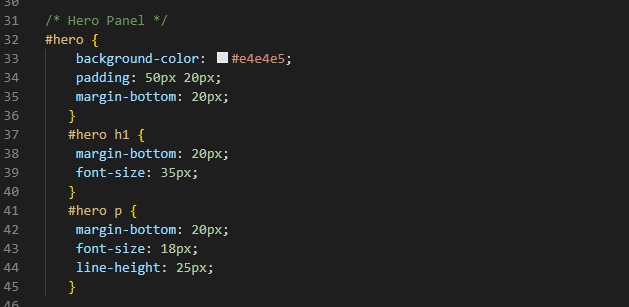 30
31 /* Hero Panel */
32 #hero {
33 background-color: #e4e4e5;
34 padding: 50px 20px;
35 margin-bottom: 20px;
36 }
37 #hero h1 {
38 margin-bottom: 20px;
39 font-size: 35px;
40 }
41 #hero p {
42 margin-bottom: 20px;
43 font-size: 18px;
44 line-height: 25px;
45 }
46